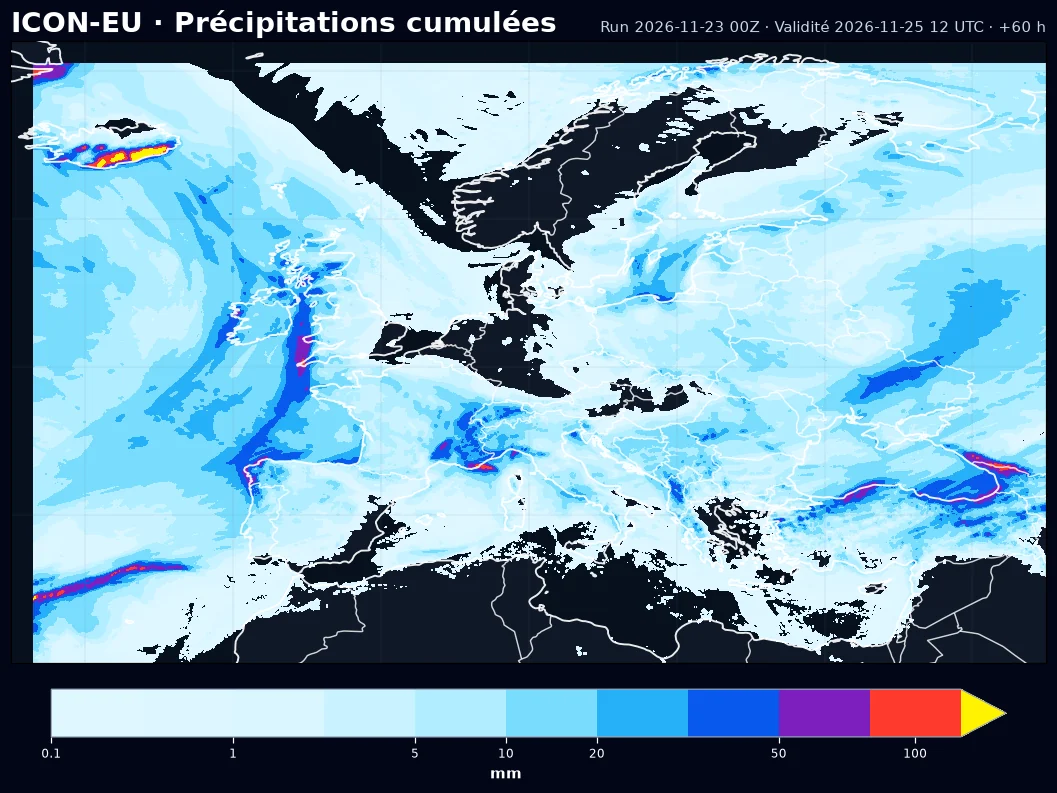 ICON-EU · Précipitations cumulées
Run 2026-11-23 00Z · Validité 2026-11-25 12 UTC · +60 h
0.1 1 5 10 20 50 100
mm